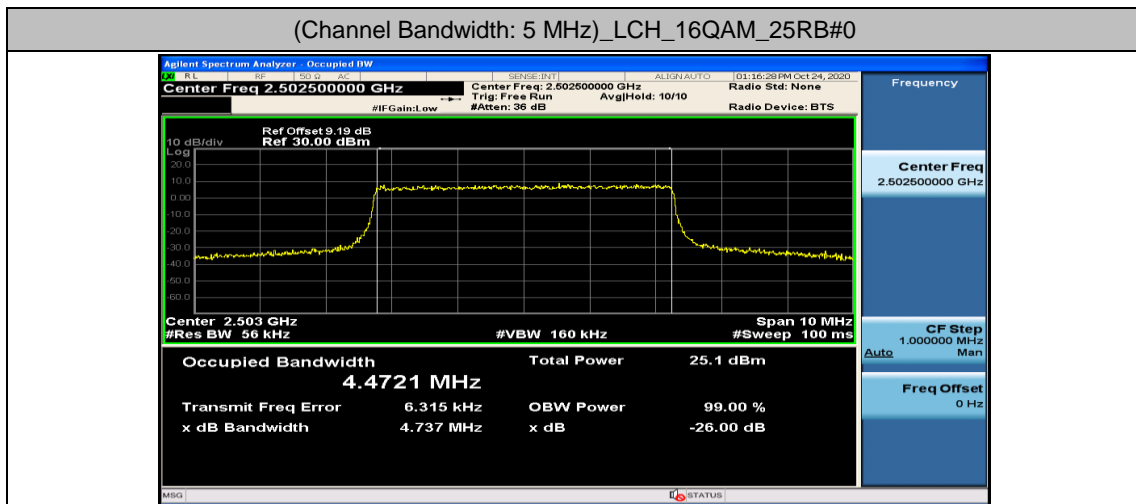 (Channel Bandwidth: 5 MHz)_LCH_16QAM_25RB#0
Agilent Spectrum Analyzer - Occupied BW
LXI RL RF 50 Ω AC SENSE:INT ALIGN AUTO 01:16:28 PM Oct 24, 2020
Center Freq 2.502500000 GHz Center Freq: 2.502500000 GHz Radio Std: None
Trig: Free Run Avg|Hold: 10/10
#IFGain:Low #Atten: 36 dB Radio Device: BTS
Frequency
Ref Offset 9.19 dB
10 dB/div Ref 30.00 dBm
Log
20.0
10.0
0.00
-10.0
-20.0
-30.0
-40.0
-50.0
-60.0
Center Freq
2.502500000 GHz
Center 2.503 GHz Span 10 MHz
#Res BW 56 kHz #VBW 160 kHz #Sweep 100 ms
CF Step
1.000000 MHz
Auto Man
Occupied Bandwidth Total Power 25.1 dBm
4.4721 MHz
Transmit Freq Error 6.315 kHz OBW Power 99.00 %
x dB Bandwidth 4.737 MHz x dB -26.00 dB
Freq Offset
0 Hz
MSG STATUS